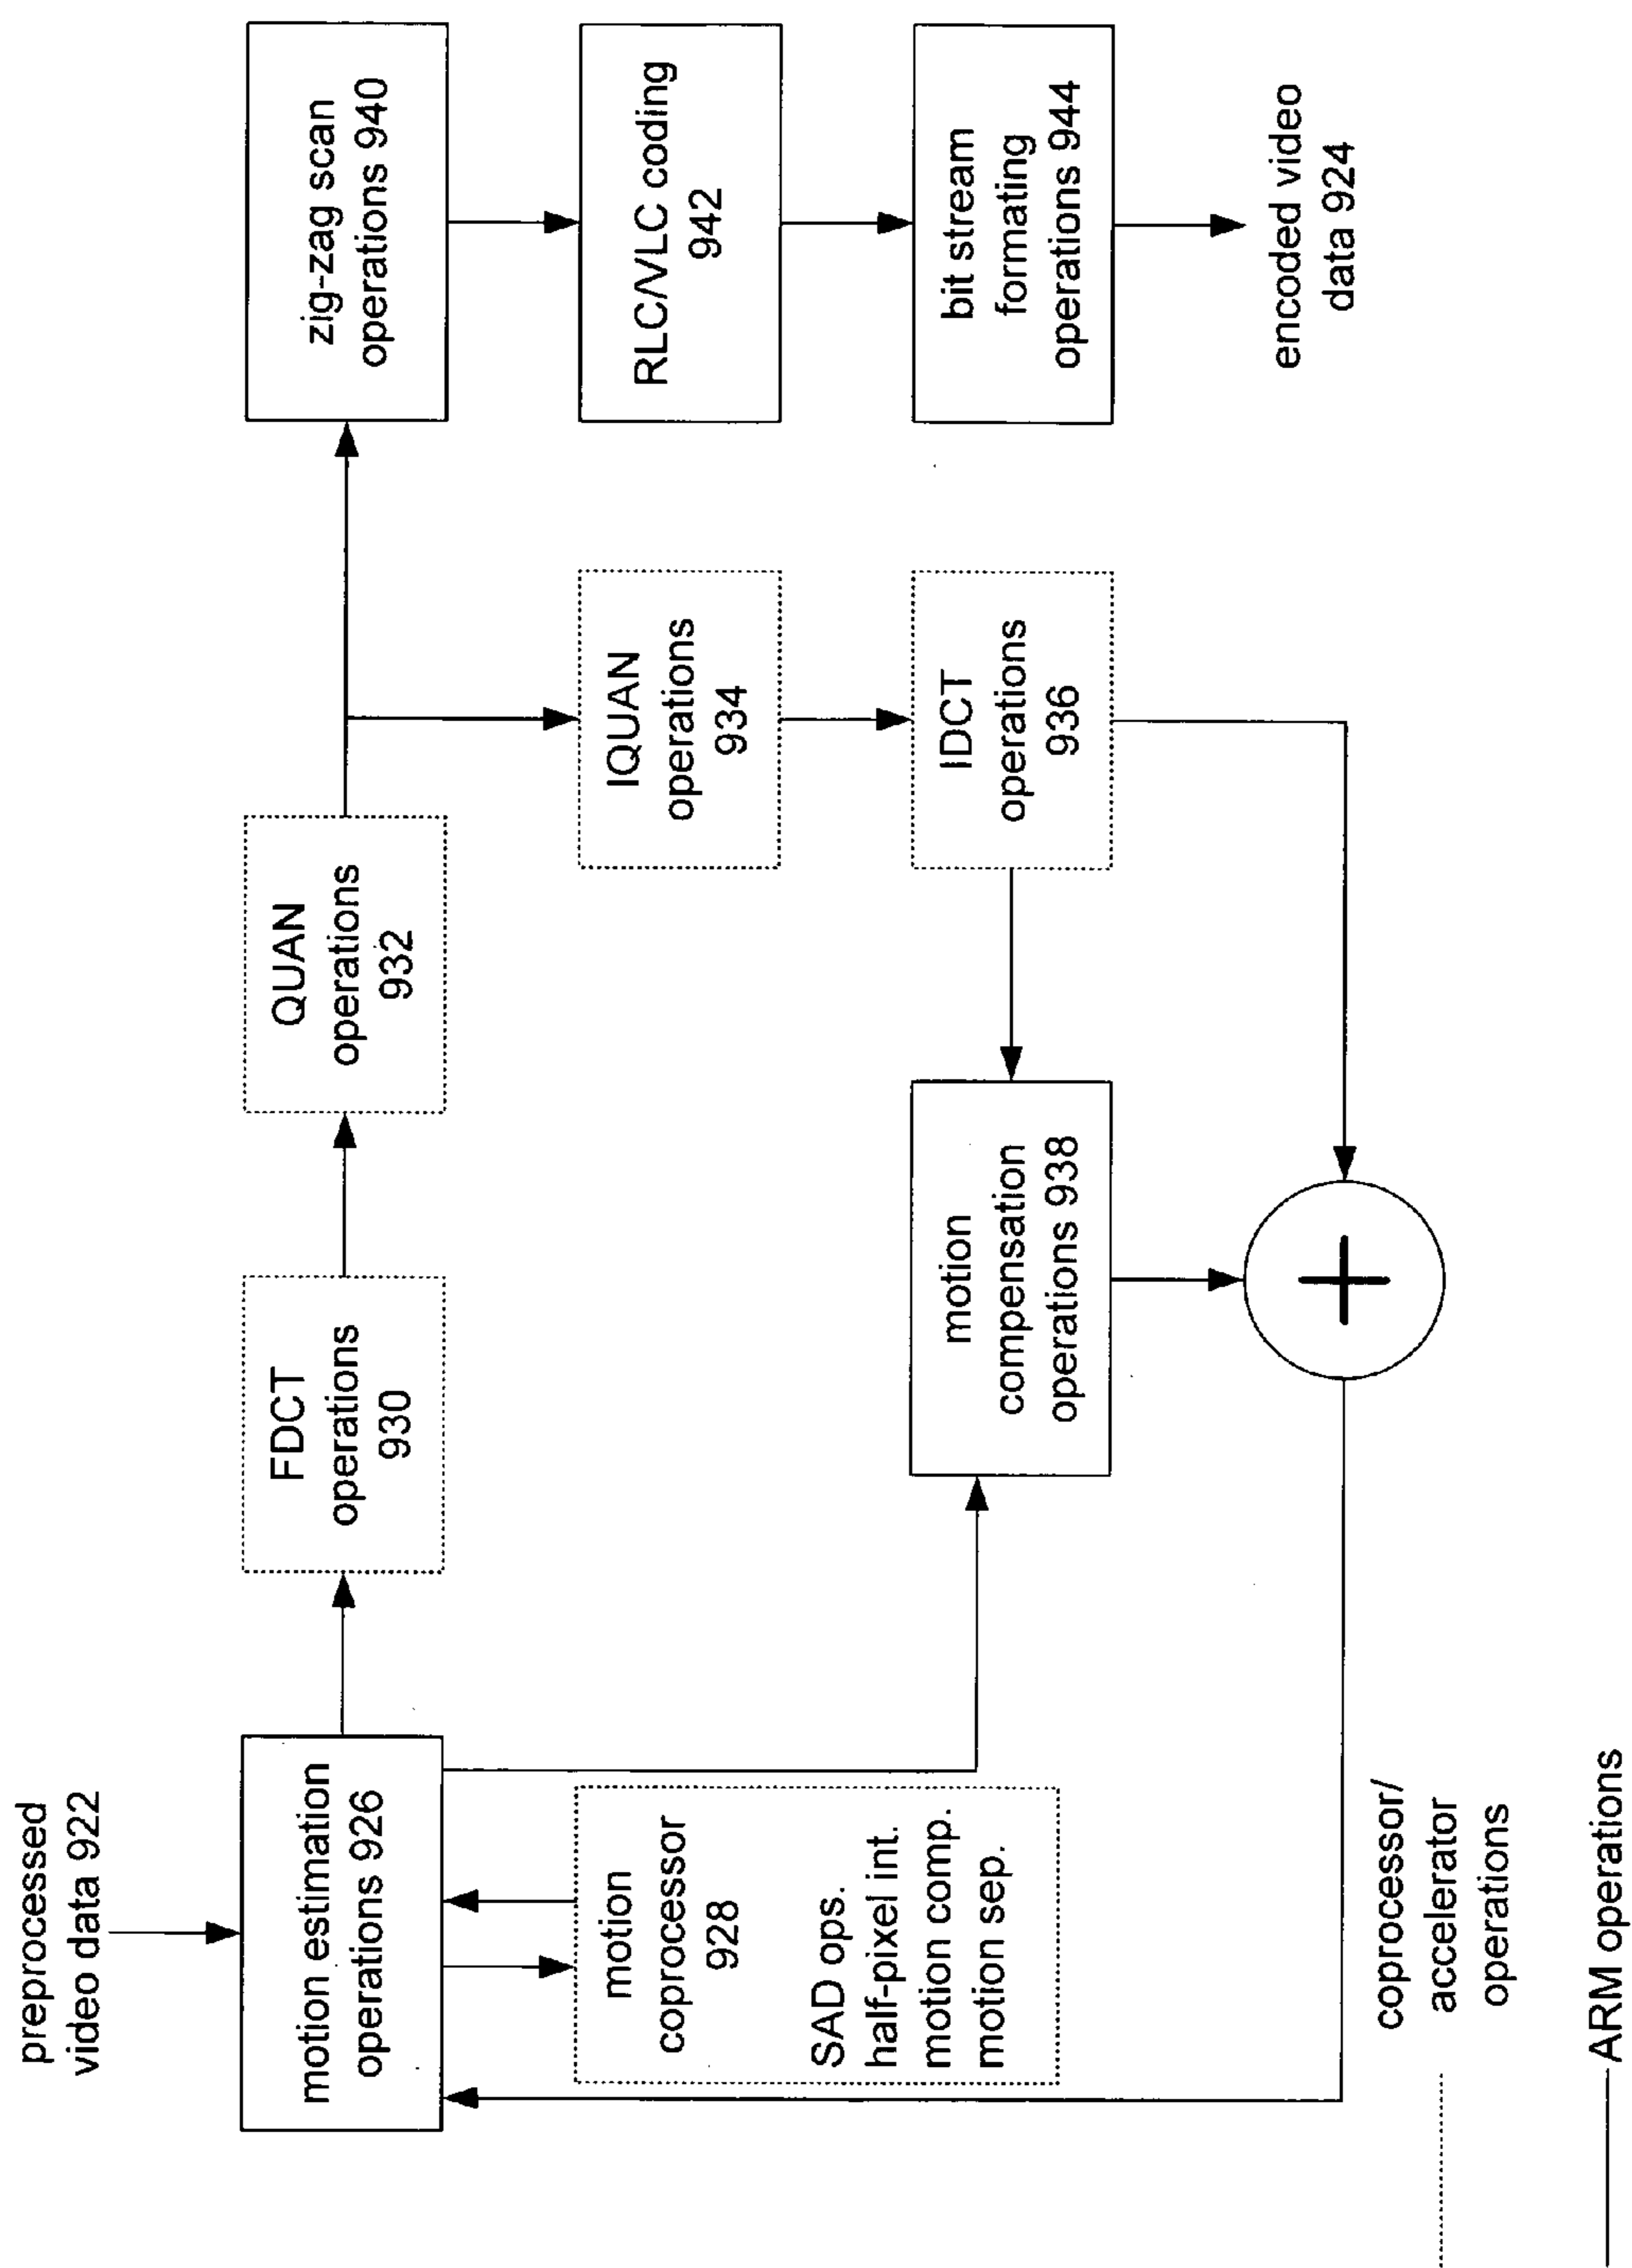 preprocessed
video data 922
motion estimation
operations 926
motion
coprocessor
928
SAD ops.
half-pixel int.
motion comp.
motion sep.
FDCT
operations
930
QUAN
operations
932
zig-zag scan
operations 940
IQUAN
operations
934
RLC/VLC coding
942
motion
compensation
operations 938
IDCT
operations
936
bit stream
formating
operations 944
+
encoded video
data 924
coprocessor/
accelerator
operations
ARM operations